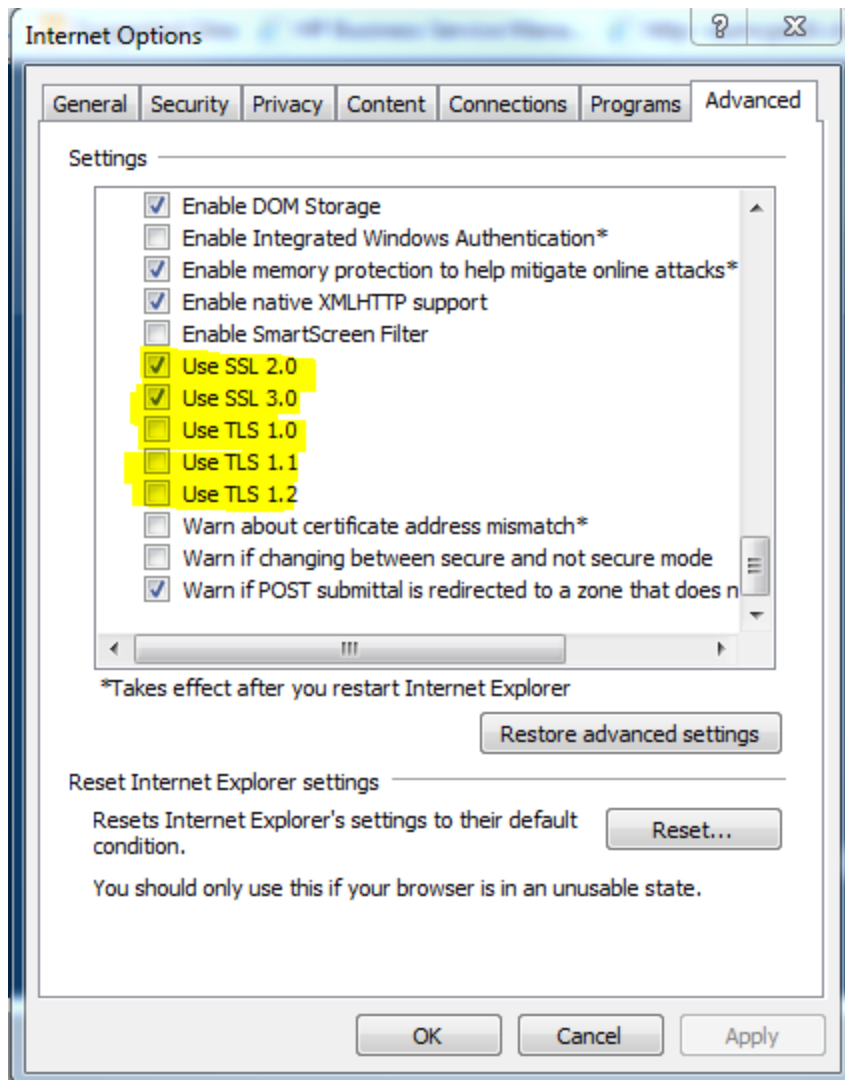 Internet Options
General Security Privacy Content Connections Programs Advanced
Settings
Enable DOM Storage
Enable Integrated Windows Authentication*
Enable memory protection to help mitigate online attacks*
Enable native XMLHTTP support
Enable SmartScreen Filter
Use SSL 2.0
Use SSL 3.0
Use TLS 1.0
Use TLS 1.1
Use TLS 1.2
Warn about certificate address mismatch*
Warn if changing between secure and not secure mode
Warn if POST submittal is redirected to a zone that does n
*Takes effect after you restart Internet Explorer
Restore advanced settings
Reset Internet Explorer settings
Resets Internet Explorer's settings to their default
condition.
Reset...
You should only use this if your browser is in an unusable state.
OK Cancel Apply